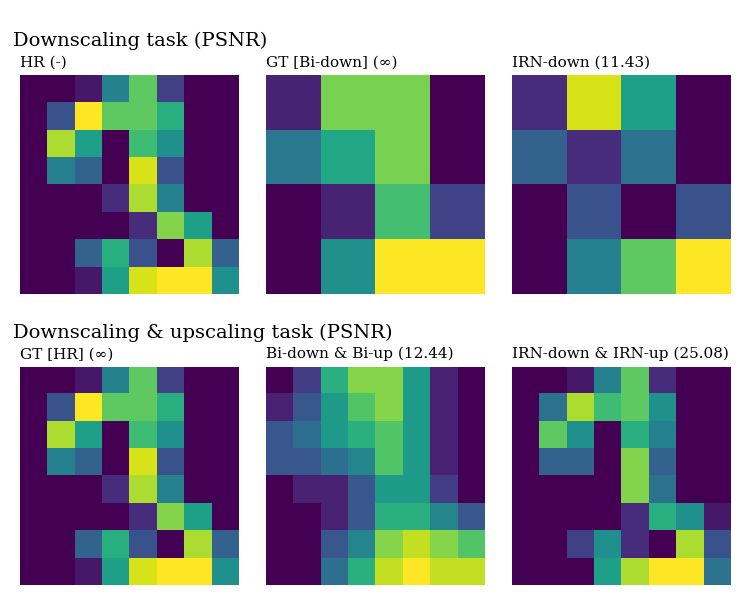 Downscaling task (PSNR)
HR (-)
GT [Bi-down] (∞)
IRN-down (11.43)
Downscaling & upscaling task (PSNR)
GT [HR] (∞)
Bi-down & Bi-up (12.44)
IRN-down & IRN-up (25.08)